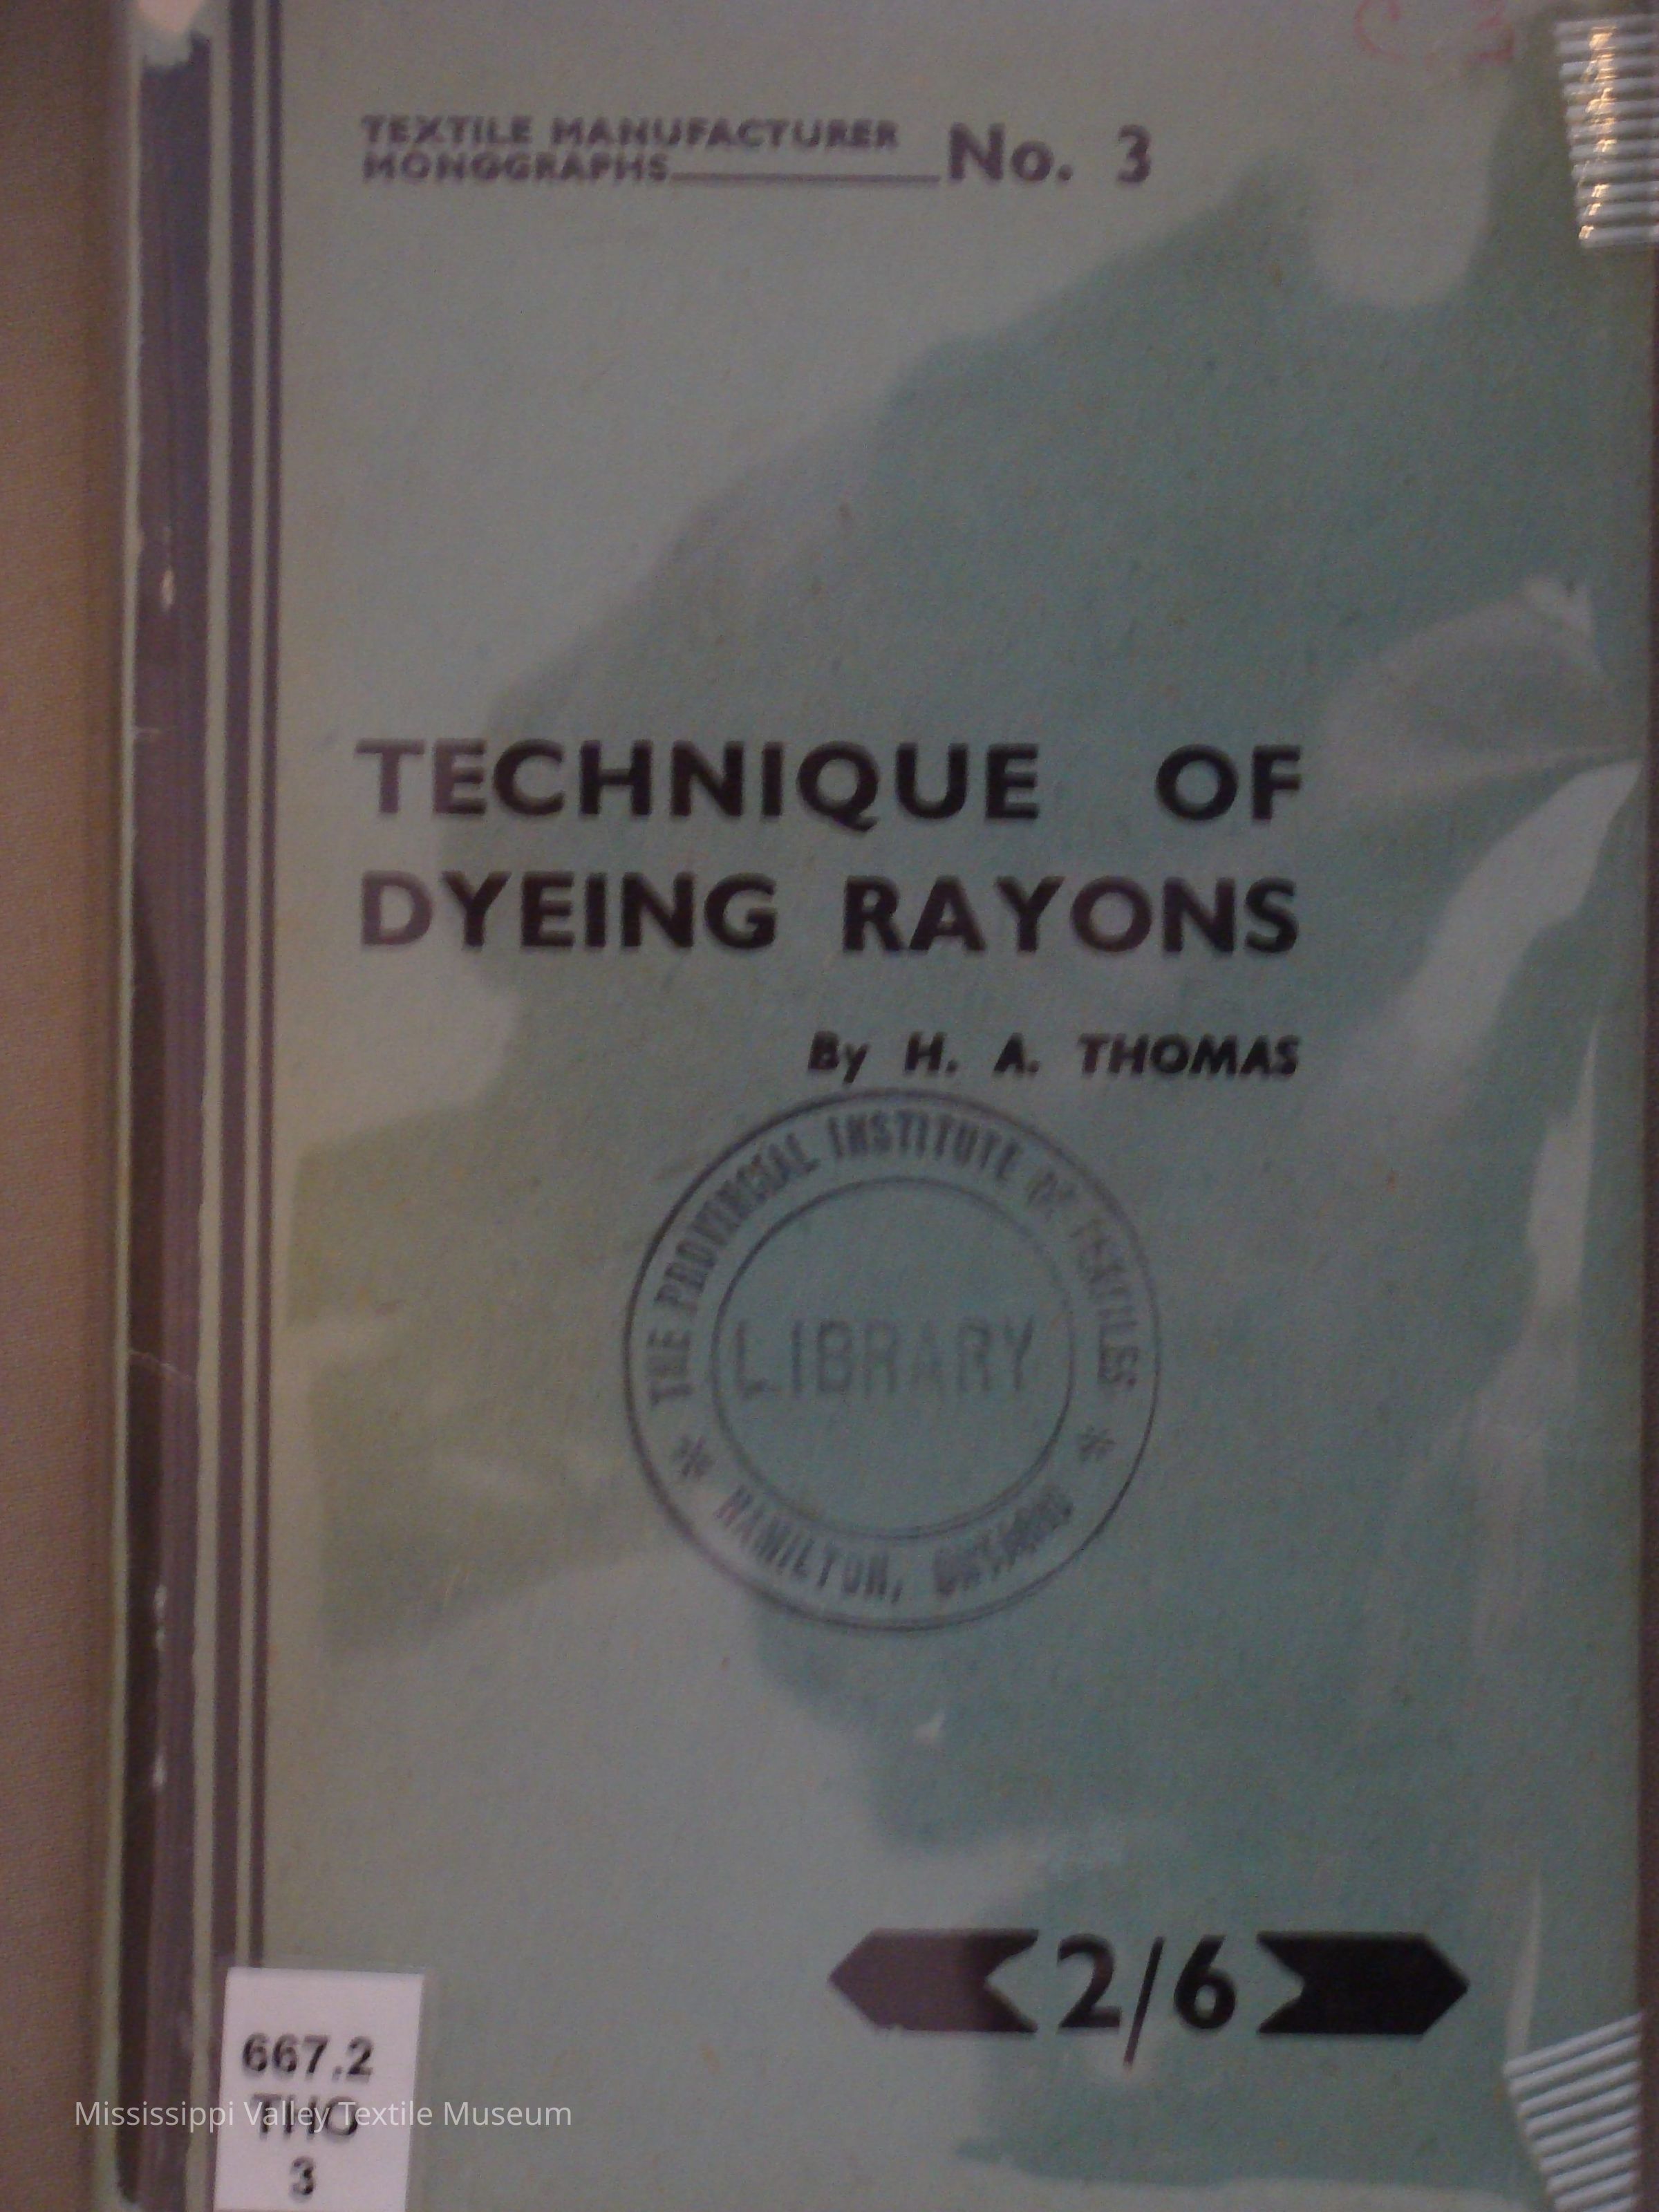 TEXTILE MANUFACTURER
MONOGRAPHS No. 3
TECHNIQUE OF
DYEING RAYONS
By H. A. THOMAS
THE PROVINCIAL INSTITUTE OF TEXTILES
LIBRARY
* HAMILTON, ONTARIO *
2/6
667.2
THO
3
Mississippi Valley Textile Museum